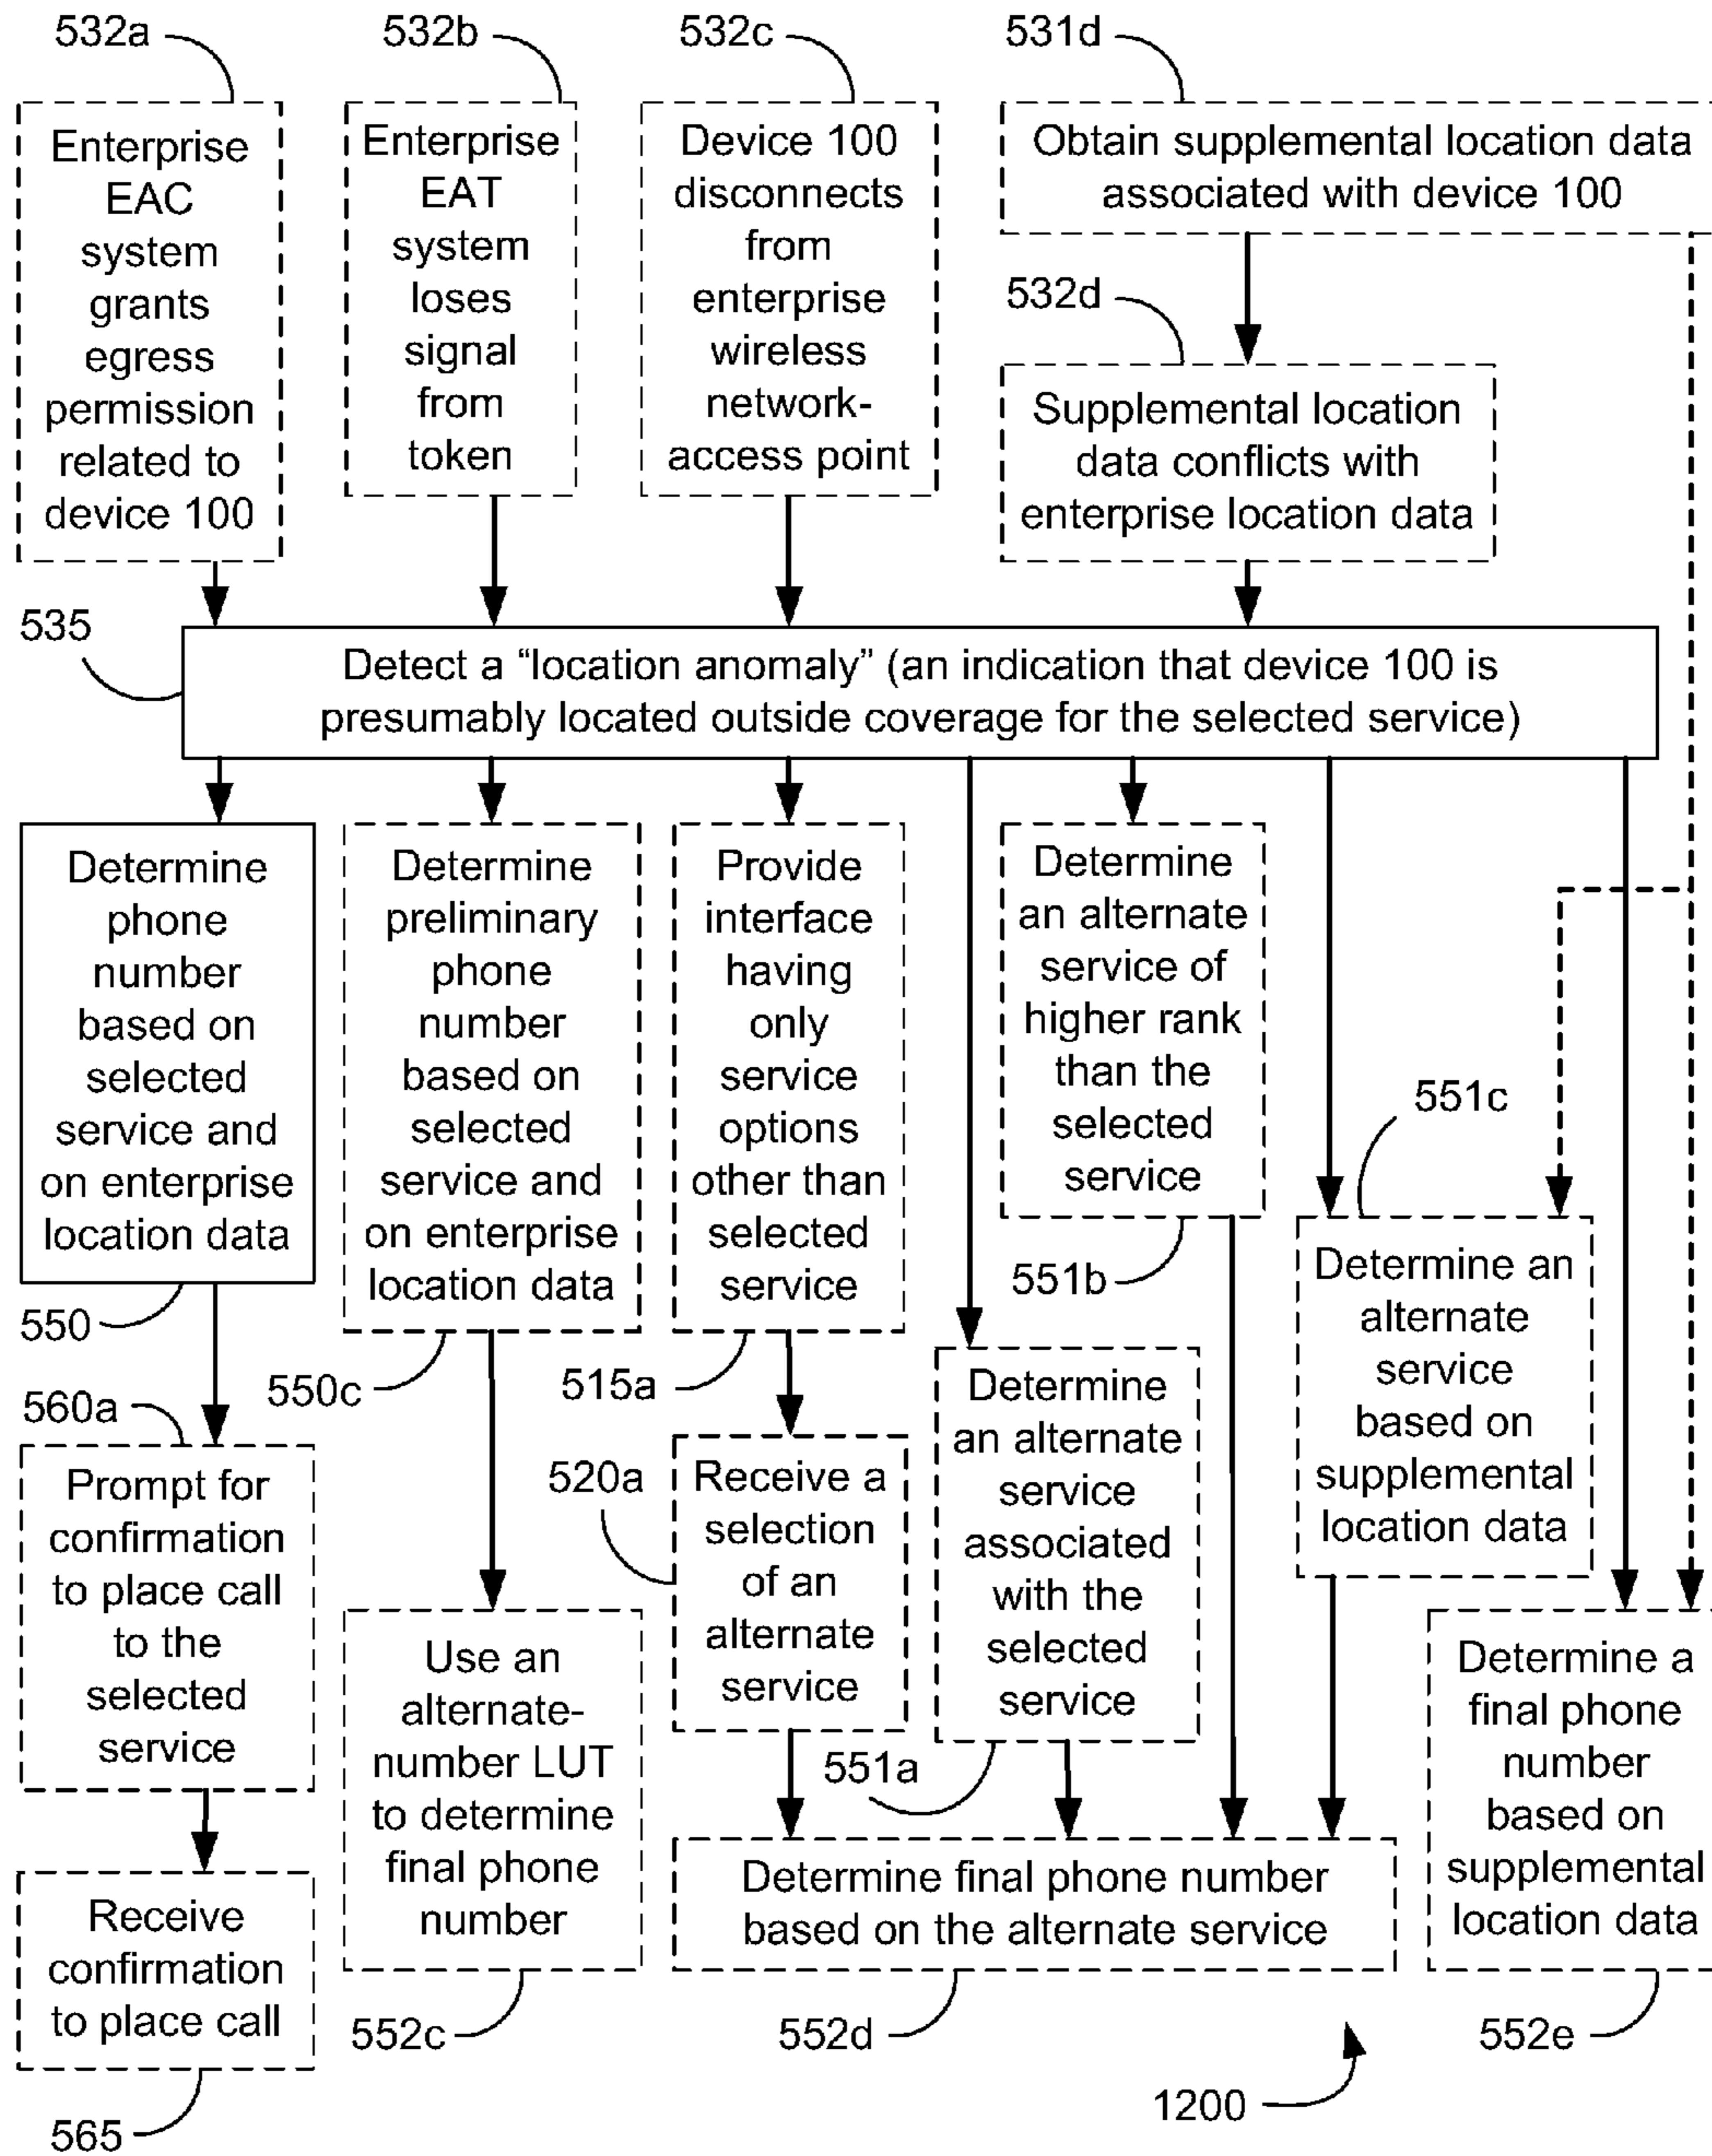 532a
532b
532c
531d
Enterprise
EAC
system
grants
egress
permission
related to
device 100
Enterprise
EAT
system
loses
signal
from
token
Device 100
disconnects
from
enterprise
wireless
network-
access point
Obtain supplemental location data
associated with device 100
532d
Supplemental location
data conflicts with
enterprise location data
535
Detect a “location anomaly” (an indication that device 100 is
presumably located outside coverage for the selected service)
Determine
phone
number
based on
selected
service and
on enterprise
location data
550
Determine
preliminary
phone
number
based on
selected
service and
on enterprise
location data
550c
Provide
interface
having
only
service
options
other than
selected
service
515a
Determine
an alternate
service of
higher rank
than the
selected
service
551b
551c
Determine an
alternate
service
based on
supplemental
location data
560a
Prompt for
confirmation
to place call
to the
selected
service
520a
Receive a
selection
of an
alternate
service
Determine
an alternate
service
associated
with the
selected
service
551a
Use an
alternate-
number LUT
to determine
final phone
number
552c
Determine final phone number
based on the alternate service
552d
Determine a
final phone
number
based on
supplemental
location data
552e
Receive
confirmation
to place call
565
1200